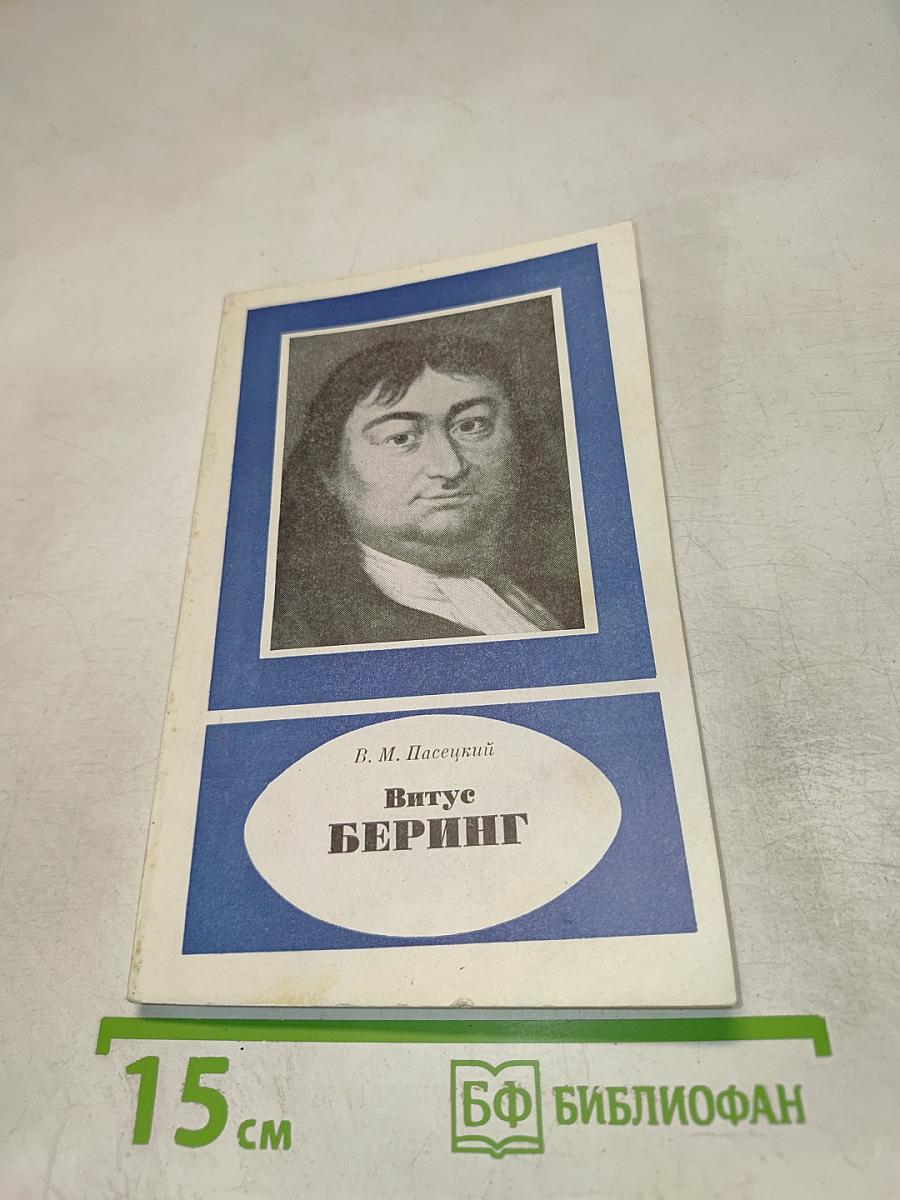 В. М. Пасецкий
Витус
БЕРИНГ
15 см
БФ БИБЛИОФАН